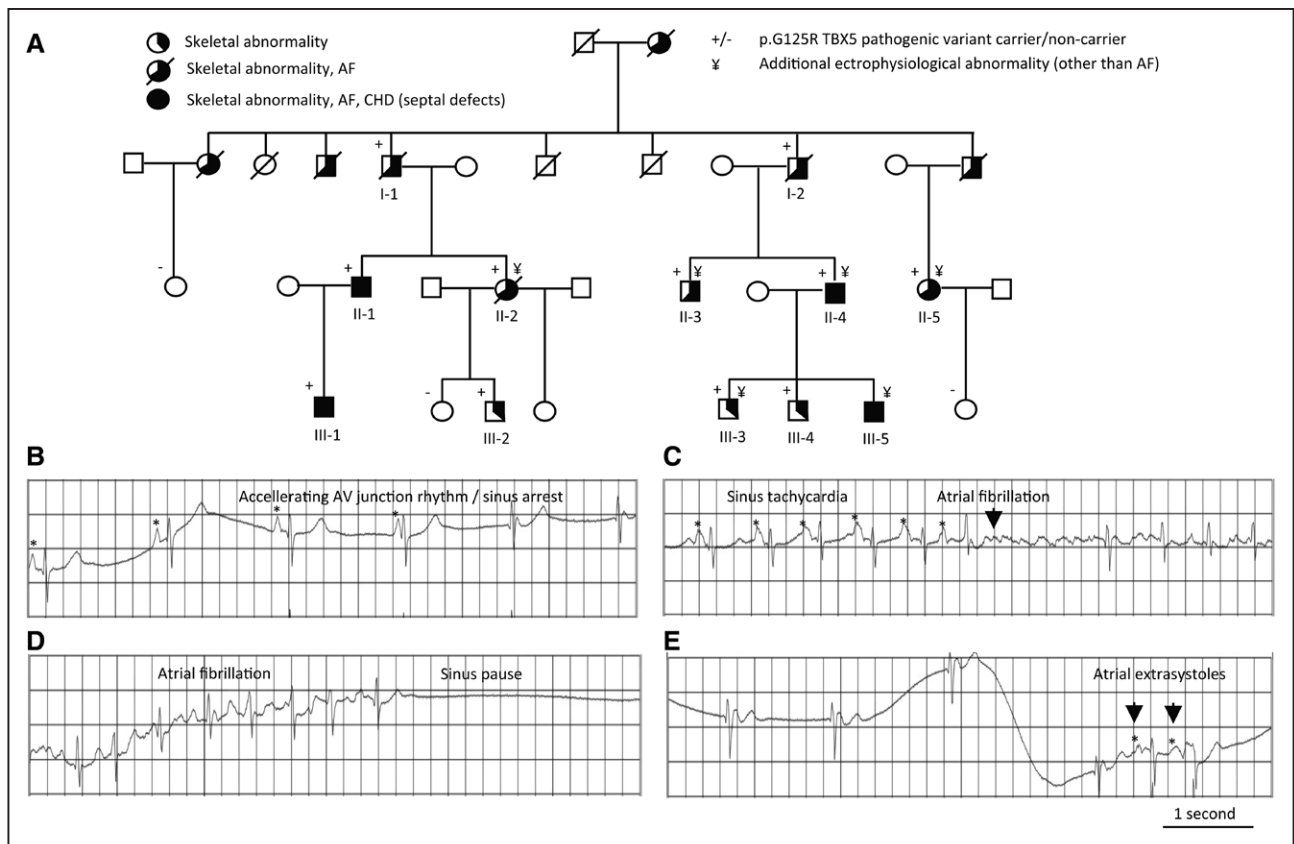 A
Skeletal abnormality
Skeletal abnormality, AF
Skeletal abnormality, AF, CHD (septal defects)
+/- p.G125R TBX5 pathogenic variant carrier/non-carrier
¥ Additional ectrophysiological abnormality (other than AF)
+ +
I-1 I-2
- + + ¥ + ¥ + ¥ + ¥
II-1 II-2 II-3 II-4 II-5
+ - + + ¥ + ¥ -
III-1 III-2 III-3 III-4 III-5
B
Accellerating AV junction rhythm / sinus arrest
* * * *
C
Sinus tachycardia Atrial fibrillation
* * * * * *
D
Atrial fibrillation Sinus pause
E
Atrial extrasystoles
* *
1 second